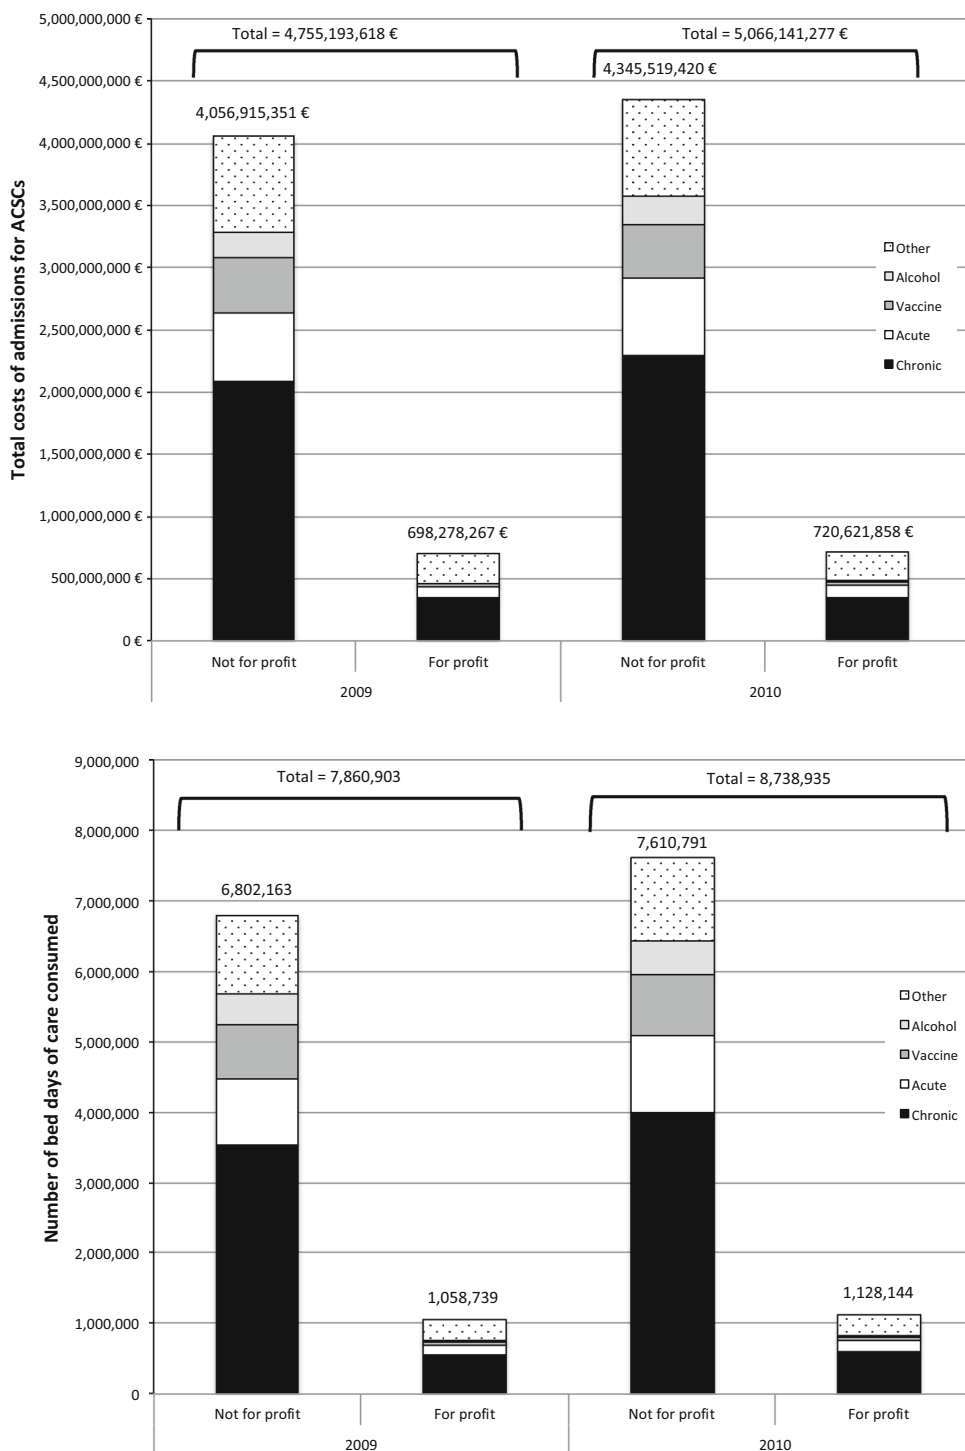 Total costs of admissions for ACSCs
5,000,000,000 €
4,500,000,000 €
4,000,000,000 €
3,500,000,000 €
3,000,000,000 €
2,500,000,000 €
2,000,000,000 €
1,500,000,000 €
1,000,000,000 €
500,000,000 €
0 €
Total = 4,755,193,618 €
Total = 5,066,141,277 €
4,056,915,351 €
698,278,267 €
4,345,519,420 €
720,621,858 €
Other
Alcohol
Vaccine
Acute
Chronic
Not for profit
For profit
Not for profit
For profit
2009
2010
Number of bed days of care consumed
9,000,000
8,000,000
7,000,000
6,000,000
5,000,000
4,000,000
3,000,000
2,000,000
1,000,000
0
Total = 7,860,903
Total = 8,738,935
6,802,163
1,058,739
7,610,791
1,128,144
Other
Alcohol
Vaccine
Acute
Chronic
Not for profit
For profit
Not for profit
For profit
2009
2010